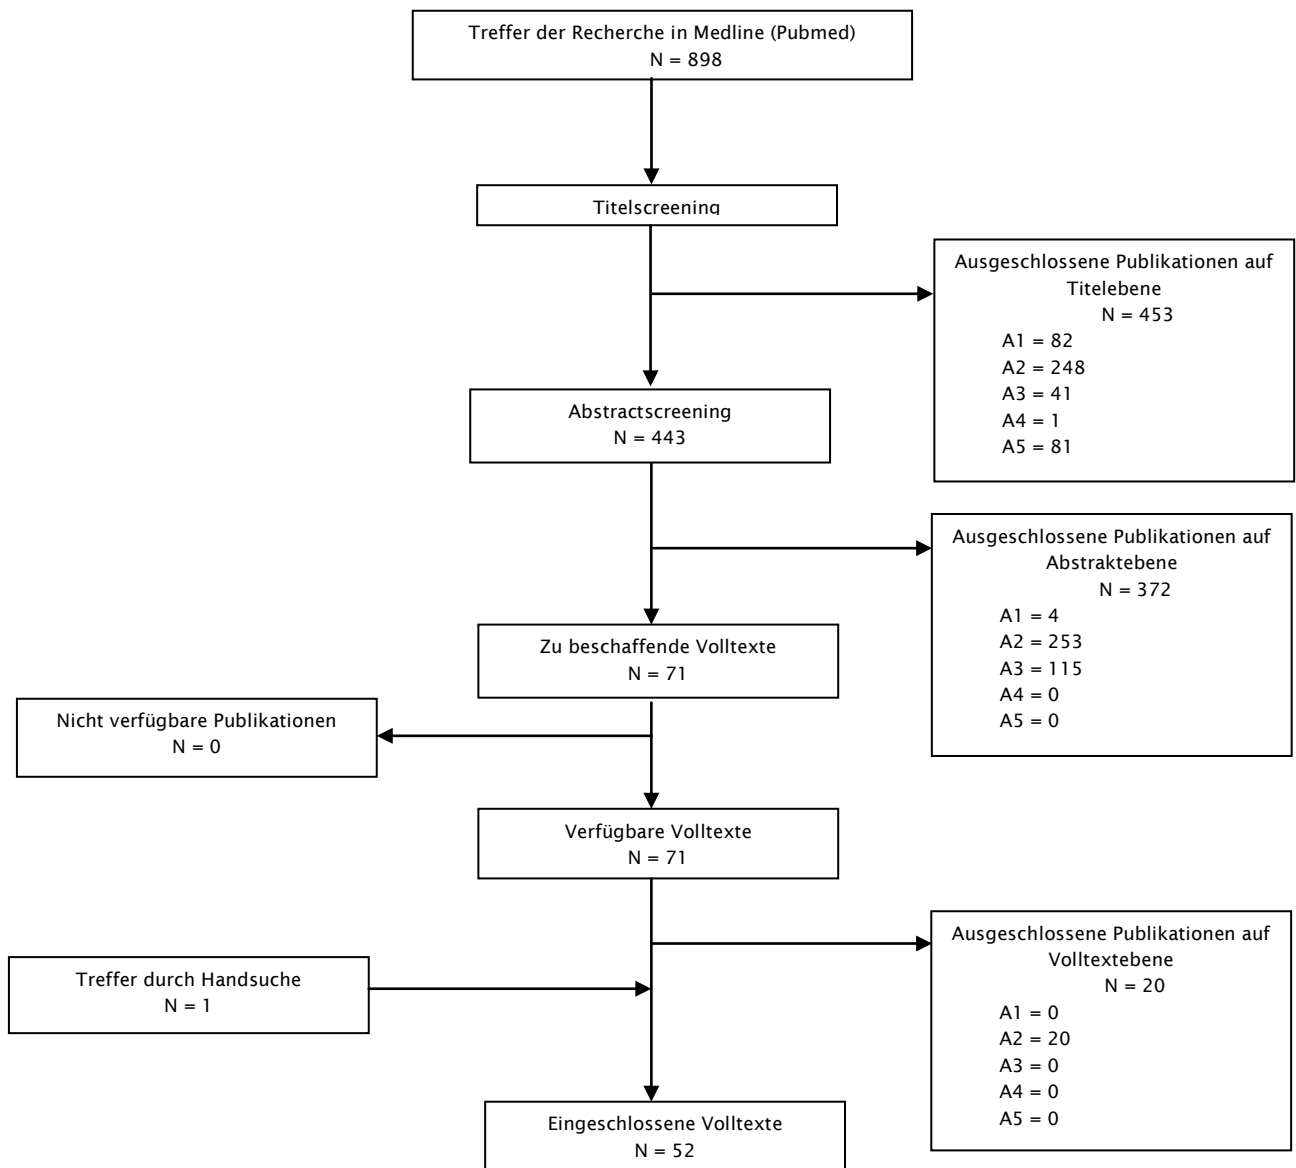 Treffer der Recherche in Medline (Pubmed)
N = 898
Titelscreening
Ausgeschlossene Publikationen auf
Titelebene
N = 453
A1 = 82
A2 = 248
A3 = 41
A4 = 1
A5 = 81
Abstractscreening
N = 443
Ausgeschlossene Publikationen auf
Abstraktebene
N = 372
A1 = 4
A2 = 253
A3 = 115
A4 = 0
A5 = 0
Zu beschaffende Volltexte
N = 71
Nicht verfügbare Publikationen
N = 0
Verfügbare Volltexte
N = 71
Ausgeschlossene Publikationen auf
Volltextebene
N = 20
A1 = 0
A2 = 20
A3 = 0
A4 = 0
A5 = 0
Treffer durch Handsuche
N = 1
Eingeschlossene Volltexte
N = 52